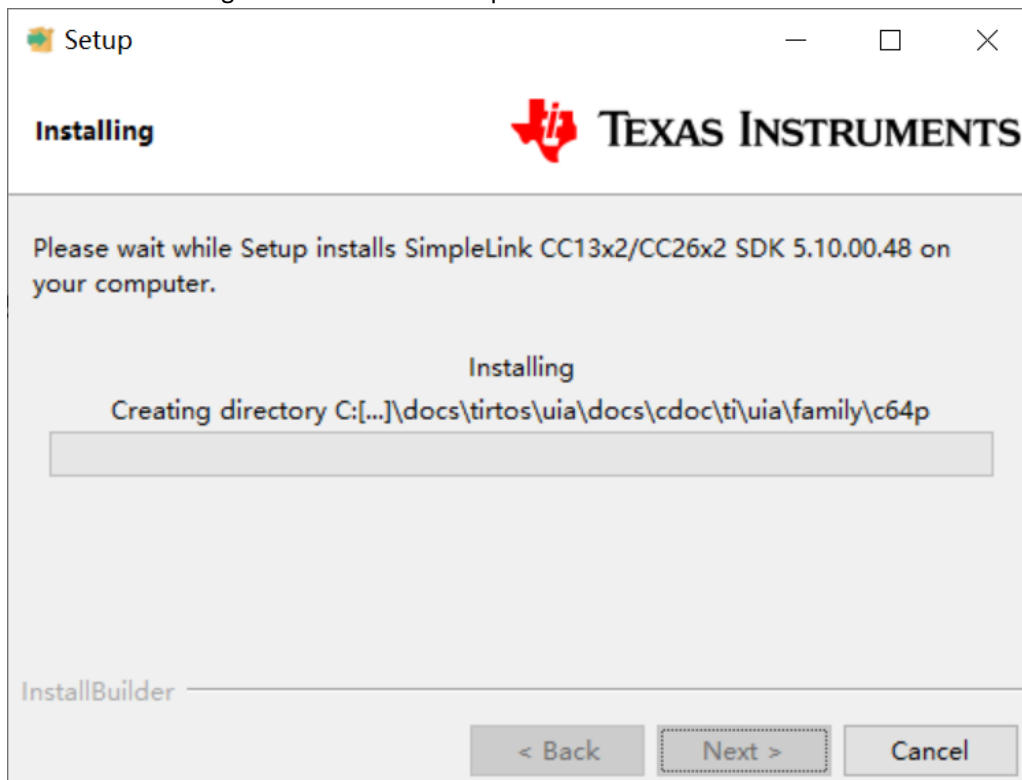 Setup
Installing
TEXAS INSTRUMENTS
Please wait while Setup installs SimpleLink CC13x2/CC26x2 SDK 5.10.00.48 on
your computer.
Installing
Creating directory C:[...]\docs\tirtos\uia\docs\cdoc\ti\uia\family\c64p
InstallBuilder
< Back
Next >
Cancel